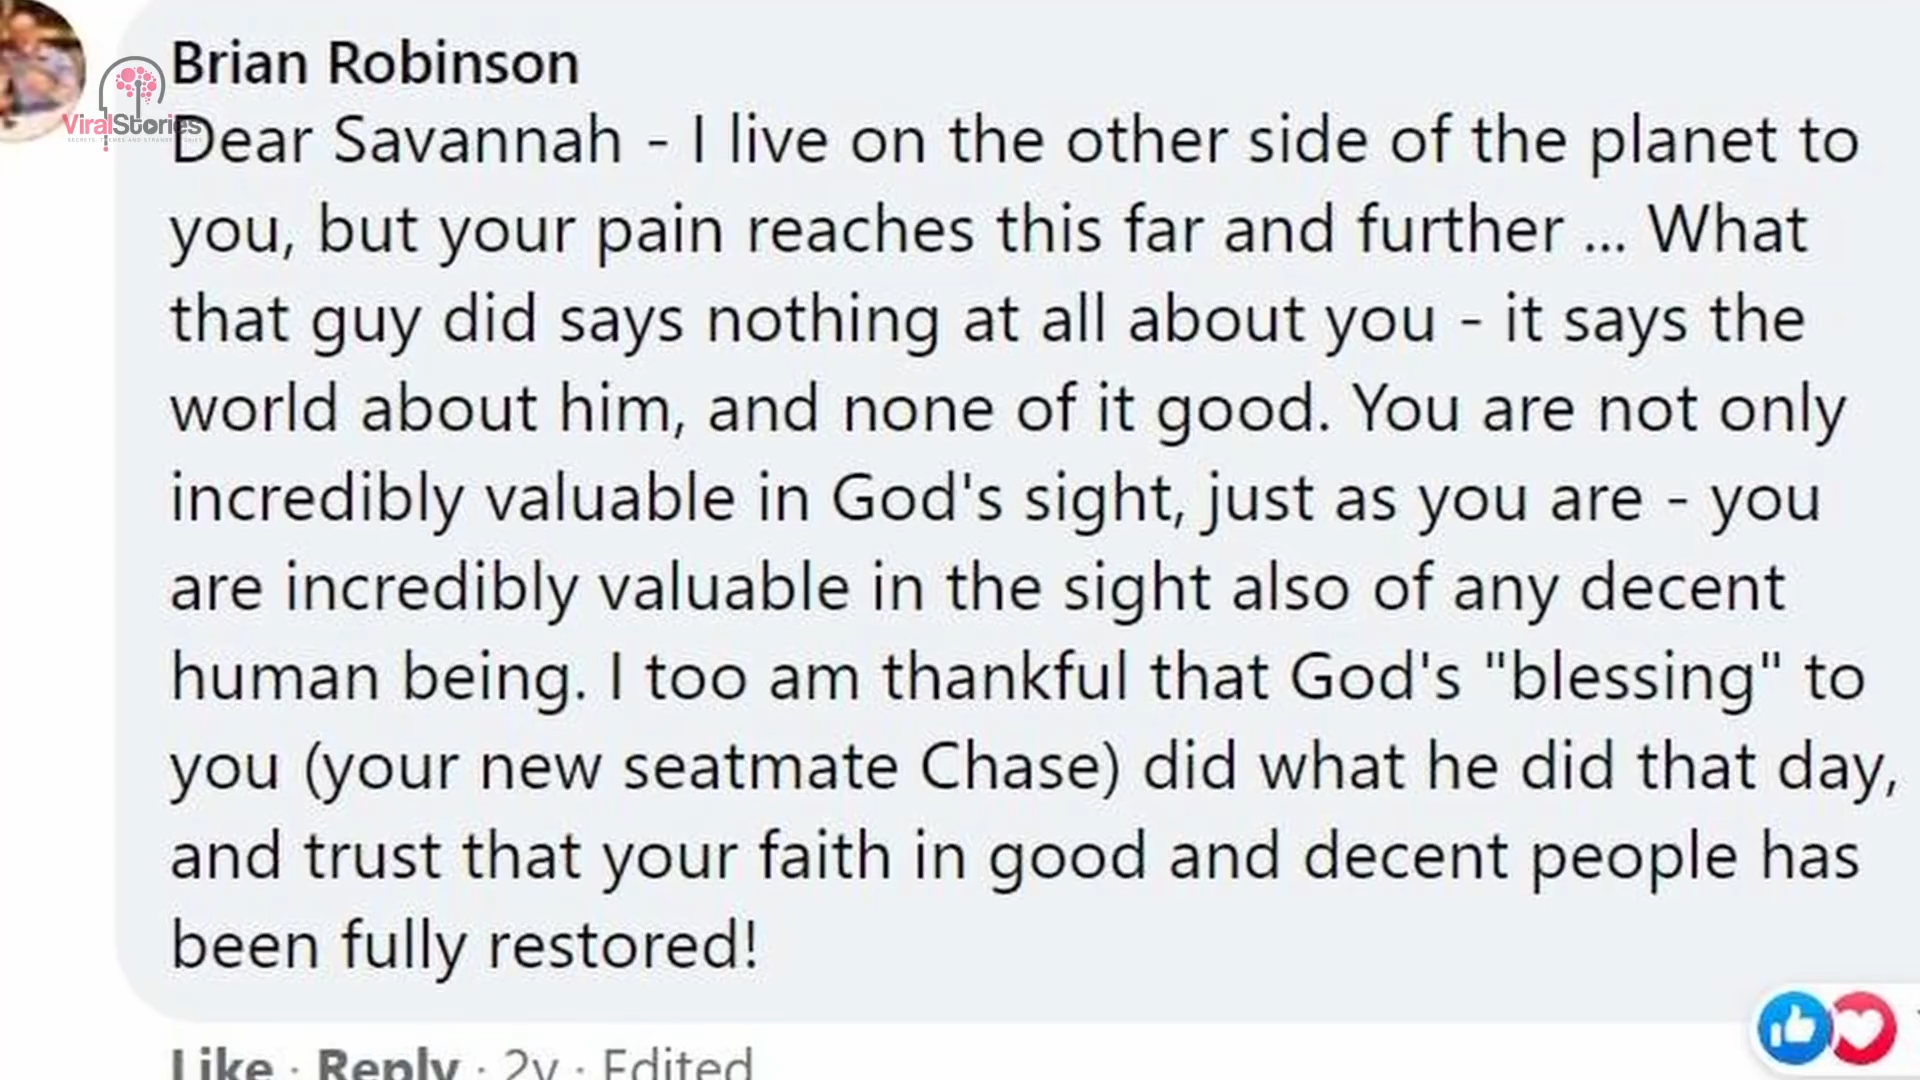 Brian Robinson
ViralStories
Dear Savannah - I live on the other side of the planet to
you, but your pain reaches this far and further ... What
that guy did says nothing at all about you - it says the
world about him, and none of it good. You are not only
incredibly valuable in God's sight, just as you are - you
are incredibly valuable in the sight also of any decent
human being. I too am thankful that God's "blessing" to
you (your new seatmate Chase) did what he did that day,
and trust that your faith in good and decent people has
been fully restored!
Like · Reply · 2y · Edited